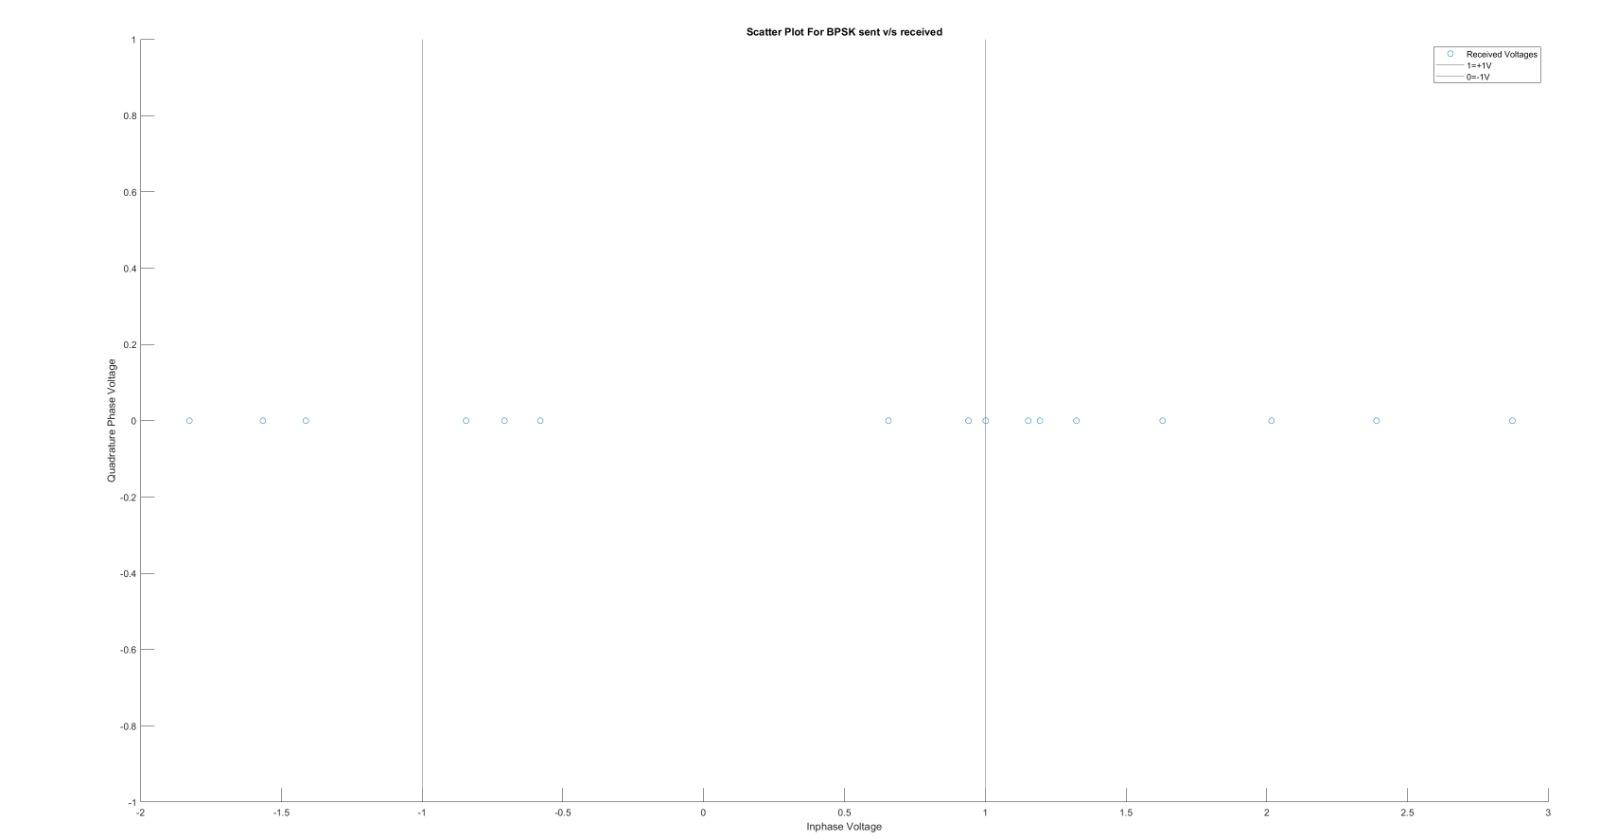 Scatter Plot For BPSK sent v/s received
Received Voltages
1=+1V
0=-1V
1
0.8
0.6
0.4
0.2
0
-0.2
-0.4
-0.6
-0.8
-1
Quadrature Phase Voltage
-2 -1.5 -1 -0.5 0 0.5 1 1.5 2 2.5 3
Inphase Voltage